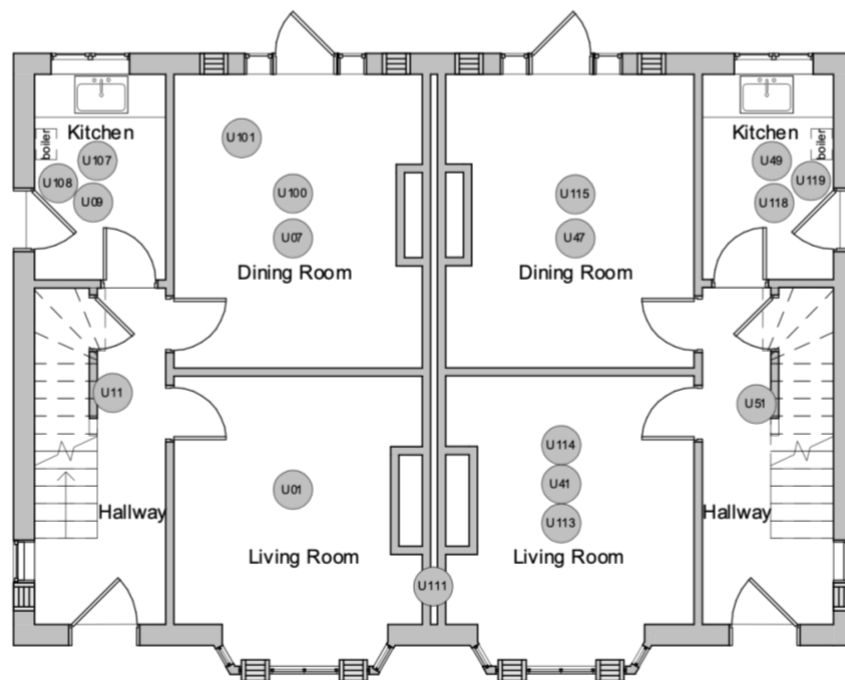 Kitchen
boiler
U107
U108
U09
U101
U100
U07
Dining Room
U115
U47
Dining Room
Kitchen
boiler
U49
U119
U118
U11
Hallway
U01
Living Room
U111
U114
U41
U113
Living Room
U51
Hallway